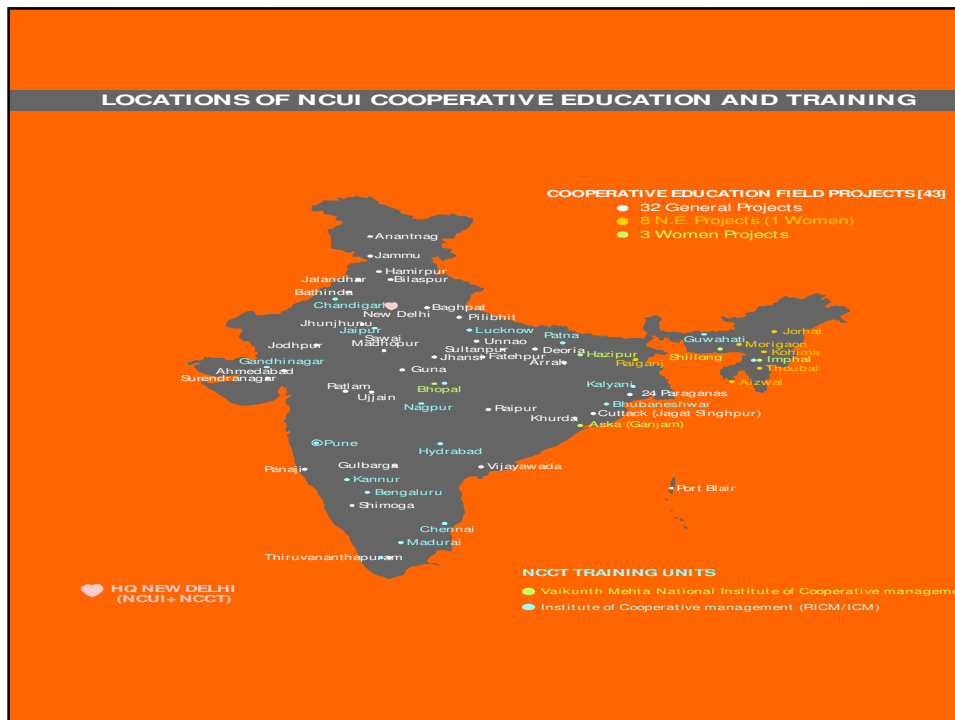 LOCATIONS OF NCUI COOPERATIVE EDUCATION AND TRAINING
COOPERATIVE EDUCATION FIELD PROJECTS [43]
32 General Projects
8 N.E. Projects (1 Women)
3 Women Projects
Anantnag
Jammu
Hamirpur
Jalandhar
Bilaspur
Bathinda
Chandigarh
New Delhi
Baghpat
Pilibhit
Jhunjhunu
Jaipur
Lucknow
Patna
Guwahati
Jorhat
Sawai
Madhopur
Jodhpur
Unnao
Sultanpur
Deoria
Morigaon
Kohima
Gandhinagar
Jhansi
Fatehpur
Arrah
Hazipur
Raiganj
Shillong
Imphal
Thoubal
Ahmedabad
Surendranagar
Guna
Aizwal
Ratlam
Ujjain
Bhopal
Kalyani
24 Paraganas
Nagpur
Raipur
Bhubaneshwar
Khurda
Cuttack (Jagat Singhpur)
Aska (Ganjam)
Pune
Hydrabad
Panaji
Gulbarga
Vijayawada
Kannur
Bengaluru
Port Blair
Shimoga
Chennai
Madurai
Thiruvananthapuram
HQ NEW DELHI
(NCUI+NCCT)
NCCT TRAINING UNITS
Vaikunth Mehta National Institute of Cooperative manageme
Institute of Cooperative management (RICM/ICM)